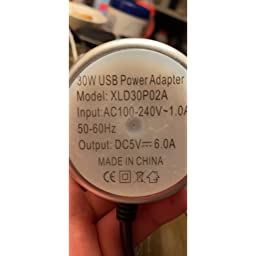 30W USB Power Adapter
Model: XLD30P02A
Input: AC100-240V~1.0A
50-60Hz
Output: DC5V⎓6.0A
MADE IN CHINA
CE